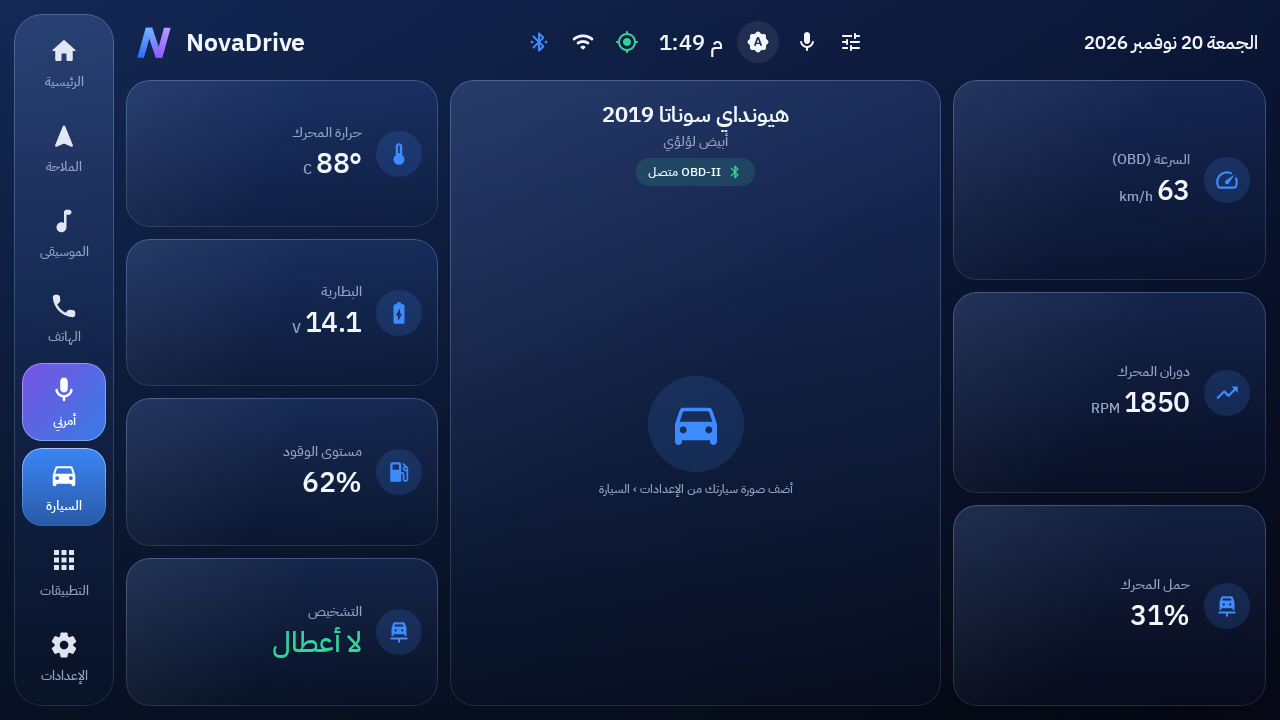 NovaDrive
1:49 م
الجمعة 20 نوفمبر 2026
الرئيسية
الملاحة
الموسيقى
الهاتف
أمرني
السيارة
التطبيقات
الإعدادات
السرعة (OBD)
63 km/h
دوران المحرك
1850 RPM
حمل المحرك
31%
هيونداي سوناتا 2019
أبيض لؤلؤي
OBD-II متصل
أضف صورة سيارتك من الإعدادات › السيارة
حرارة المحرك
88° C
البطارية
14.1 V
مستوى الوقود
62%
التشخيص
لا أعطال